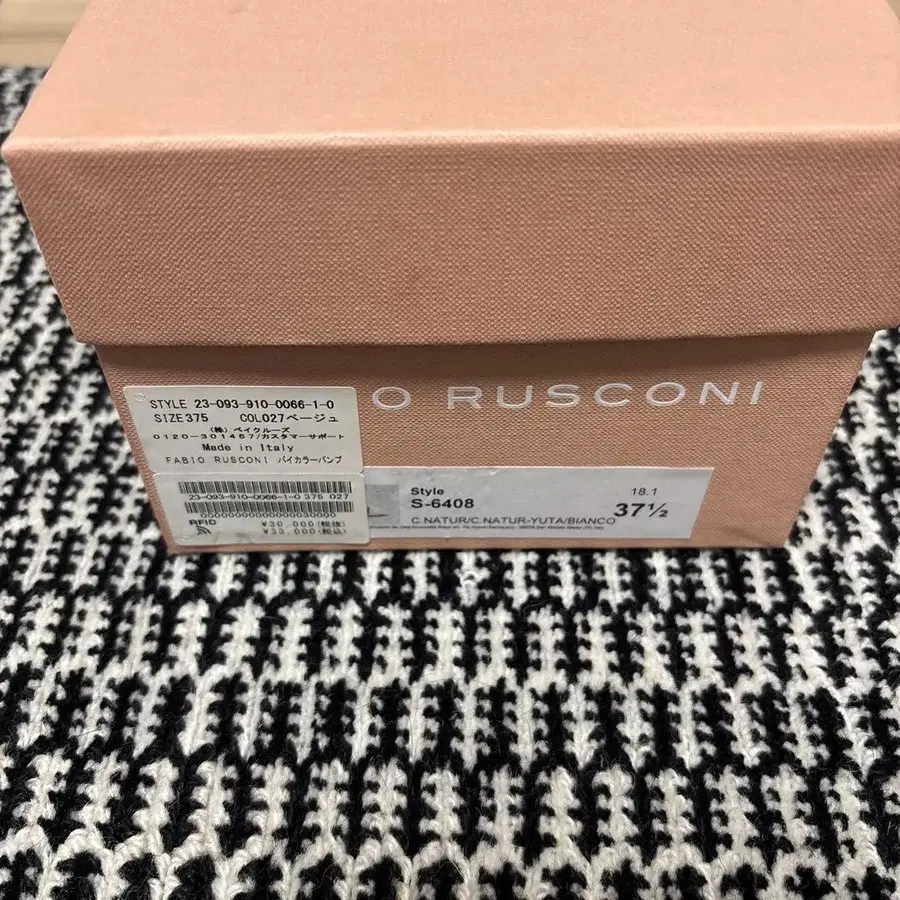 O RUSCONI
STYLE 23-093-910-0066-1-0
SIZE375 COL027ベージュ
(株) ベイクルーズ
0120-301457/カスタマーサポート
Made in Italy
FABIO RUSCONI バイカラーパンプ
23-093-910-0066-1-0 375 027
RFID
¥30,000(税抜)
¥33,000(税込)
Style
S-6408
C.NATUR/C.NATUR-YUTA/BIANCO
18.1
37½